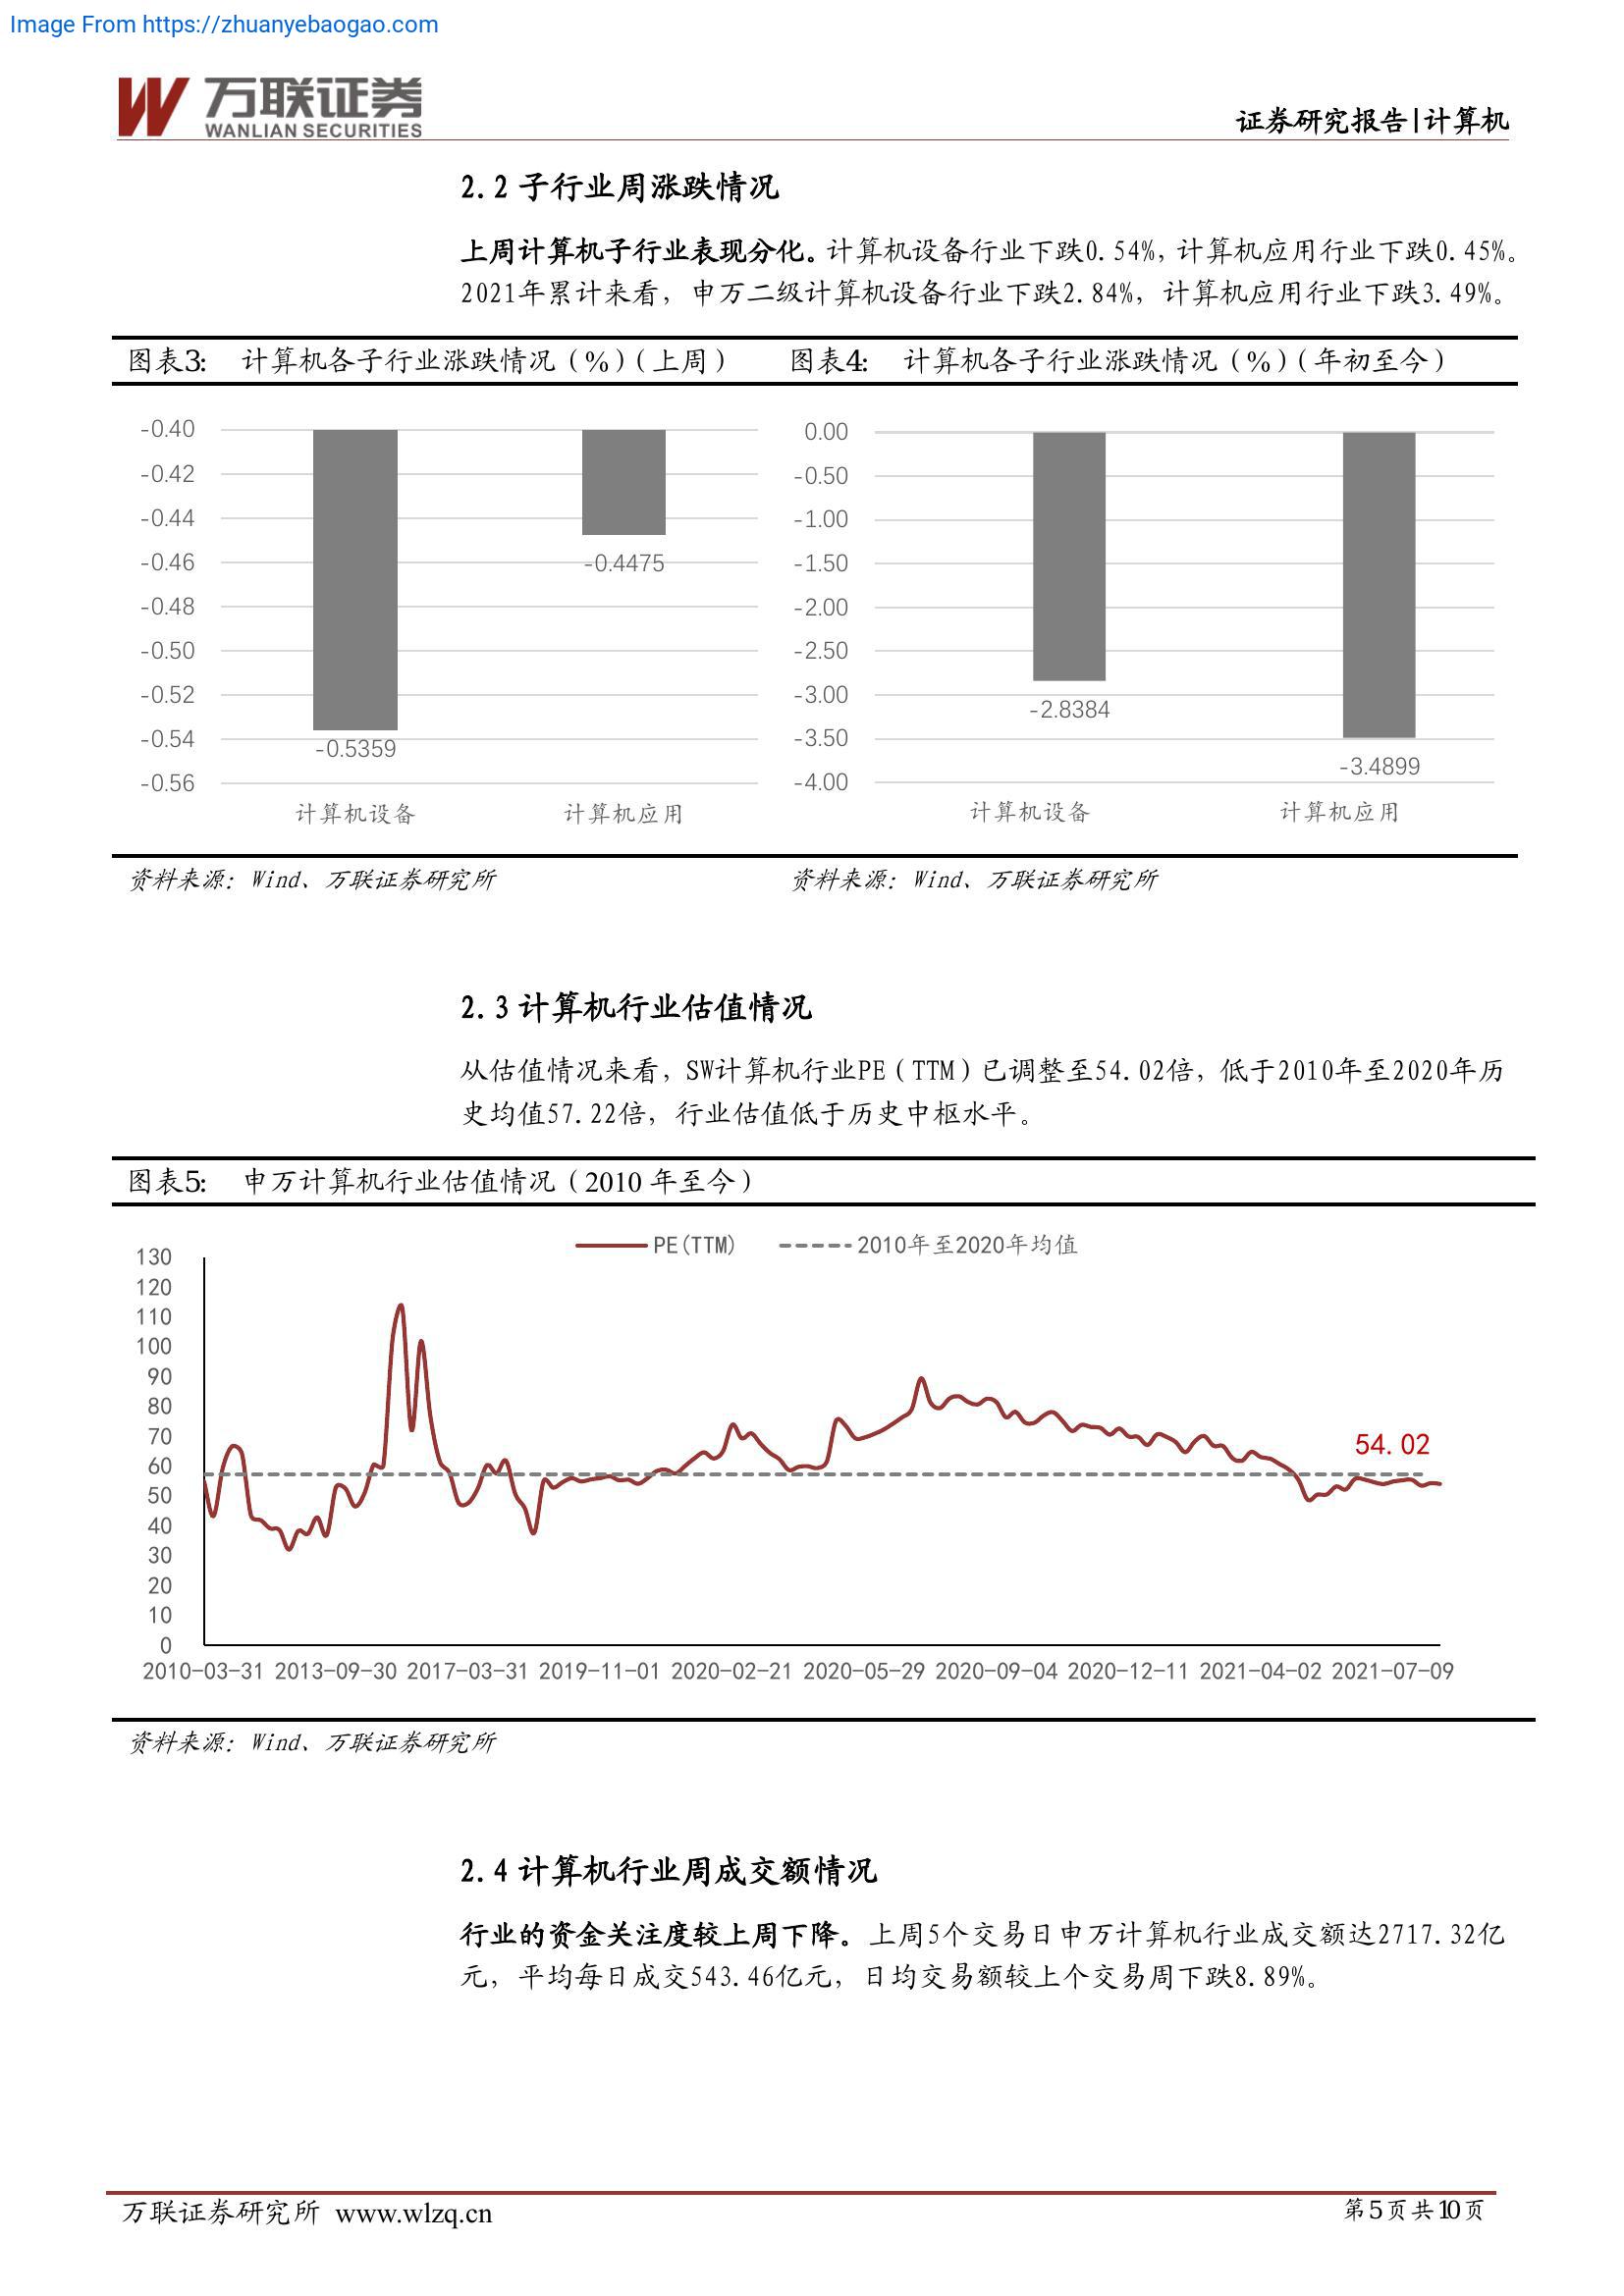 Image From https://zhuanyebaogao.com
万联证券
WANLIAN SECURITIES
证券研究报告|计算机
2.2 子行业周涨跌情况
上周计算机子行业表现分化。计算机设备行业下跌0.54%,计算机应用行业下跌0.45%。
2021年累计来看，申万二级计算机设备行业下跌2.84%，计算机应用行业下跌3.49%。
图表3: 计算机各子行业涨跌情况（%）（上周）
-0.40
-0.42
-0.44
-0.46
-0.48
-0.50
-0.52
-0.54
-0.56
-0.5359
-0.4475
计算机设备 计算机应用
资料来源：Wind、万联证券研究所
图表4: 计算机各子行业涨跌情况（%）（年初至今）
0.00
-0.50
-1.00
-1.50
-2.00
-2.50
-3.00
-3.50
-4.00
-2.8384
-3.4899
计算机设备 计算机应用
资料来源：Wind、万联证券研究所
2.3 计算机行业估值情况
从估值情况来看，SW计算机行业PE（TTM）已调整至54.02倍，低于2010年至2020年历
史均值57.22倍，行业估值低于历史中枢水平。
图表5: 申万计算机行业估值情况（2010 年至今）
PE(TTM) 2010年至2020年均值
130
120
110
100
90
80
70
60
50
40
30
20
10
0
54.02
2010-03-31 2013-09-30 2017-03-31 2019-11-01 2020-02-21 2020-05-29 2020-09-04 2020-12-11 2021-04-02 2021-07-09
资料来源：Wind、万联证券研究所
2.4 计算机行业周成交额情况
行业的资金关注度较上周下降。上周5个交易日申万计算机行业成交额达2717.32亿
元，平均每日成交543.46亿元，日均交易额较上个交易周下跌8.89%。
万联证券研究所 www.wlzq.cn
第5页共10页